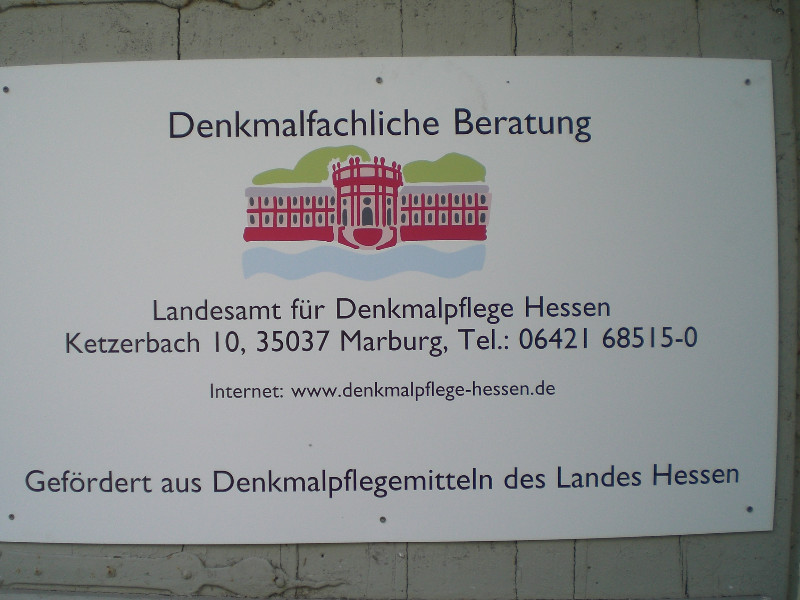 Denkmalfachliche Beratung
Landesamt für Denkmalpflege Hessen
Ketzerbach 10, 35037 Marburg, Tel.: 06421 68515-0
Internet: www.denkmalpflege-hessen.de
Gefördert aus Denkmalpflegemitteln des Landes Hessen